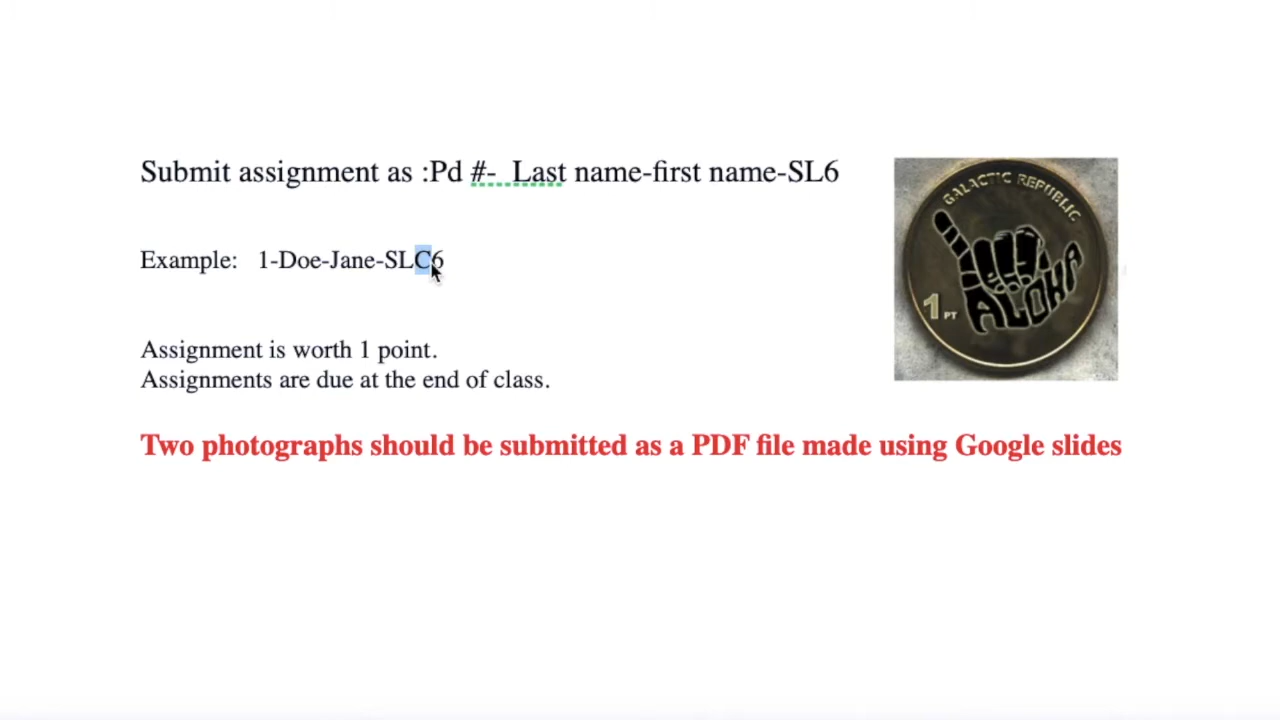 Submit assignment as :Pd #-  Last name-first name-SL6
GALACTIC REPUBLIC
Example:   1-Doe-Jane-SLC6
ALOHA
1 PT
Assignment is worth 1 point.
Assignments are due at the end of class.
Two photographs should be submitted as a PDF file made using Google slides